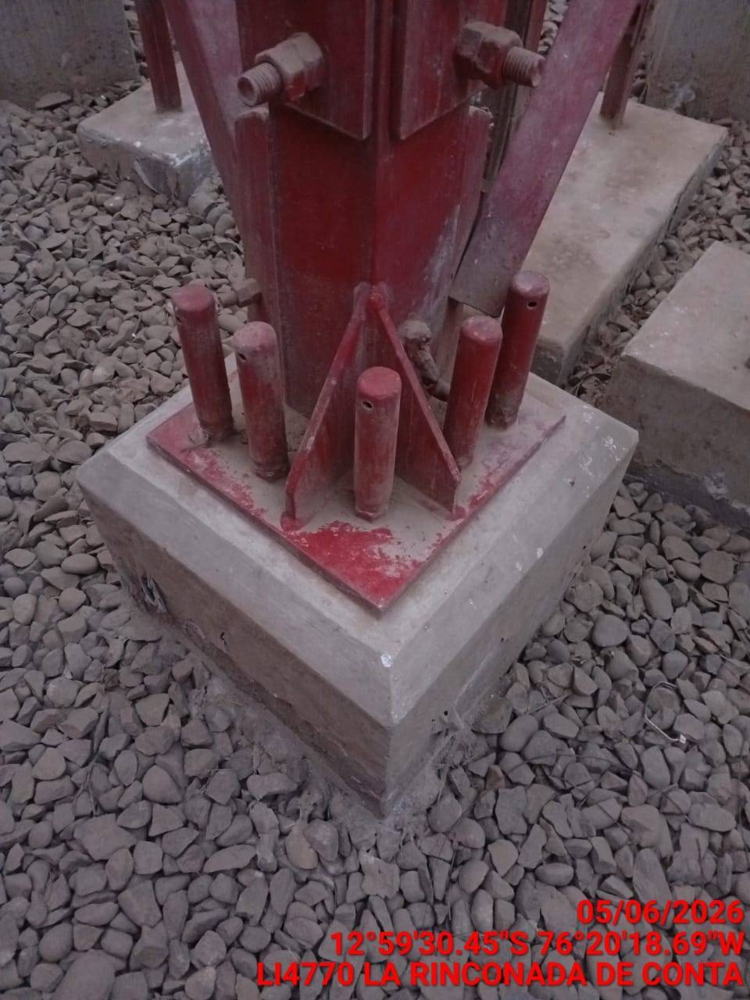 05/06/2026
12°59'30.45"S 76°20'18.69"W
LI4770 LA RINCONADA DE CONTA